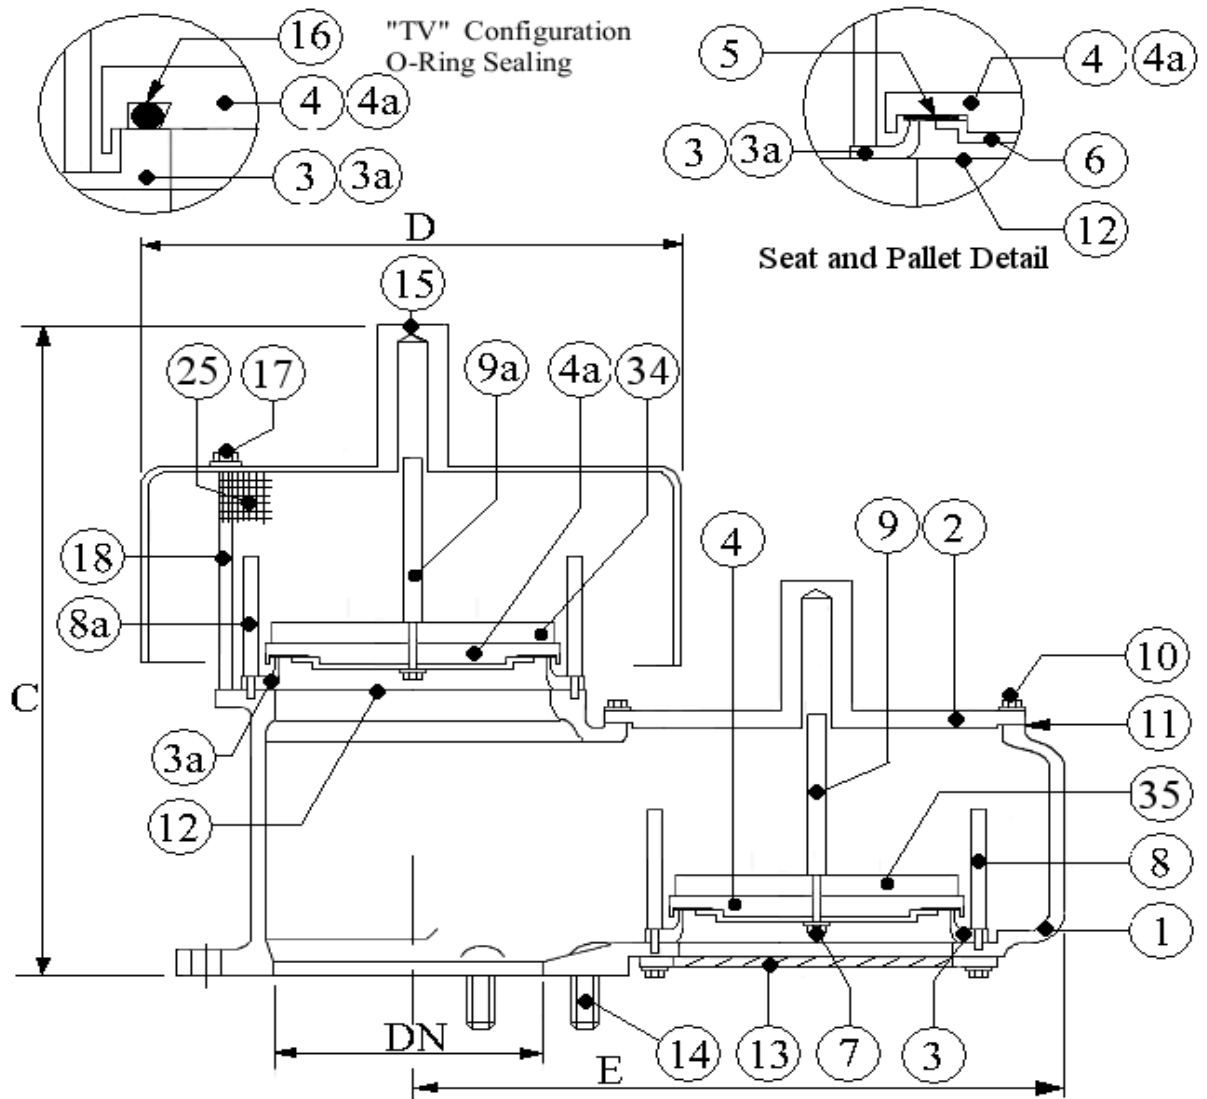 16
"TV" Configuration
O-Ring Sealing
4 4a
3 3a
5
4 4a
3 3a
6
12
Seat and Pallet Detail
D
15
25 17
9a 4a 34
18
8a
C
3a
12
4
9 2
10
11
35
8
1
DN
14 13 7 3
E